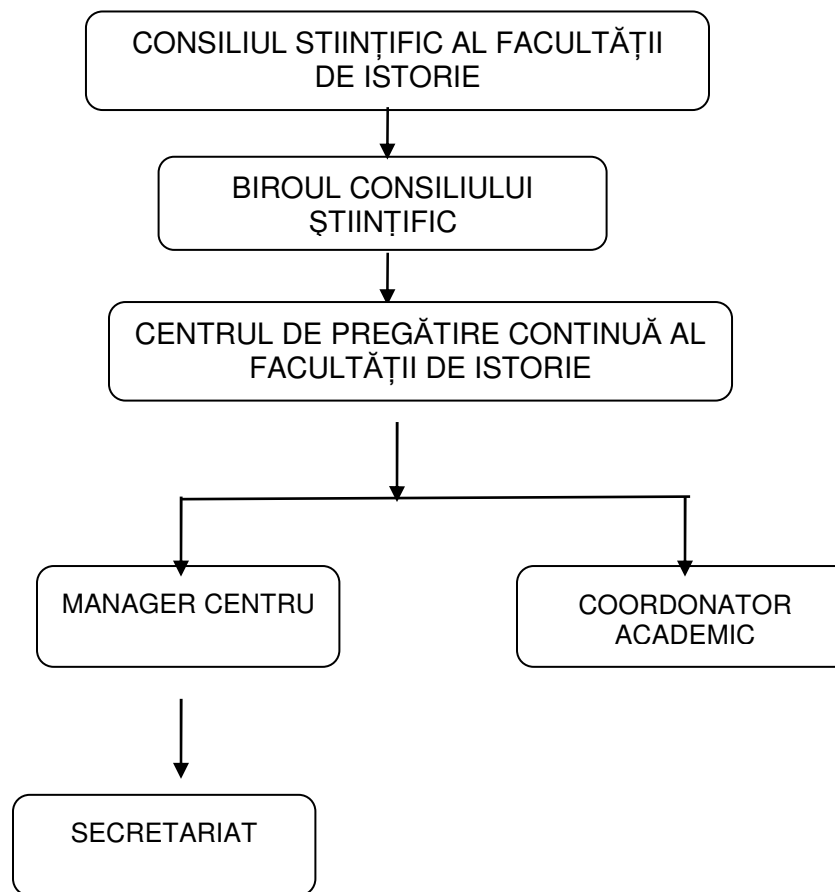 CONSILIUL STIINȚIFIC AL FACULTĂȚII
DE ISTORIE
BIROUL CONSILIULUI
ŞTIINȚIFIC
CENTRUL DE PREGĂTIRE CONTINUĂ AL
FACULTĂȚII DE ISTORIE
MANAGER CENTRU
COORDONATOR
ACADEMIC
SECRETARIAT